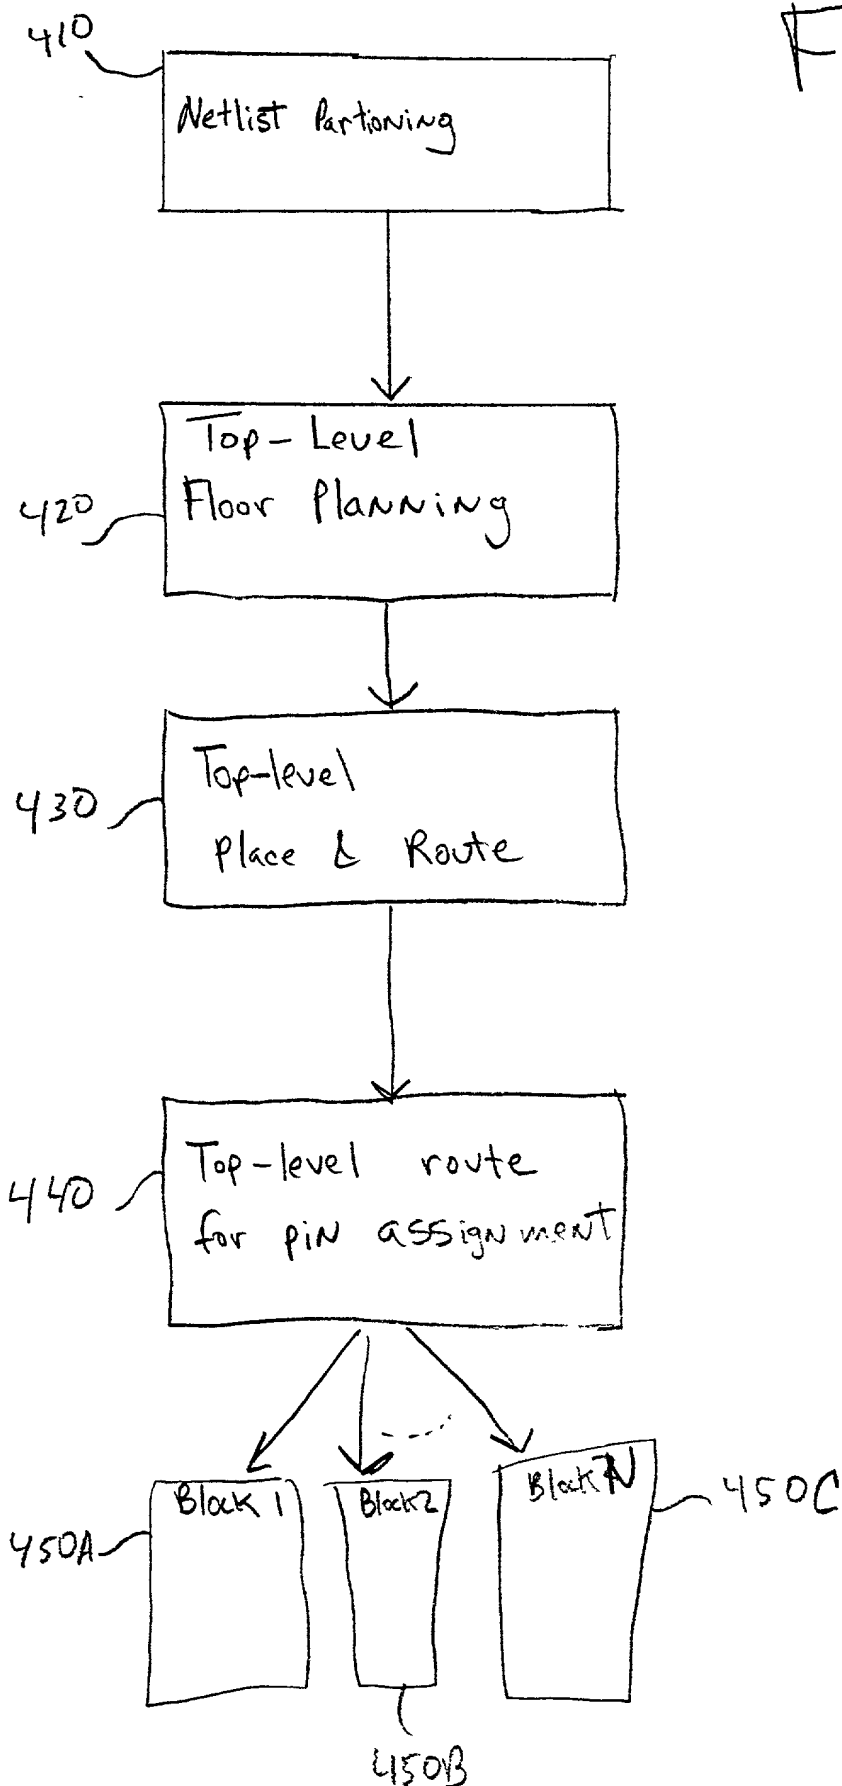 F
410
Netlist Partioning
Top-Level
420
Floor Planning
Top-level
430
Place & Route
Top-level route
440
for pin assignment
Block 1
Block 2
Block N
450A
450C
450B